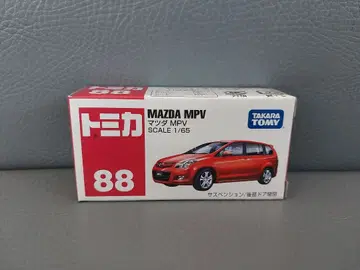 トミカ
88
MAZDA MPV
マツダ MPV
SCALE 1/65
TAKARA
TOMY
サスペンション/後面ドア開閉